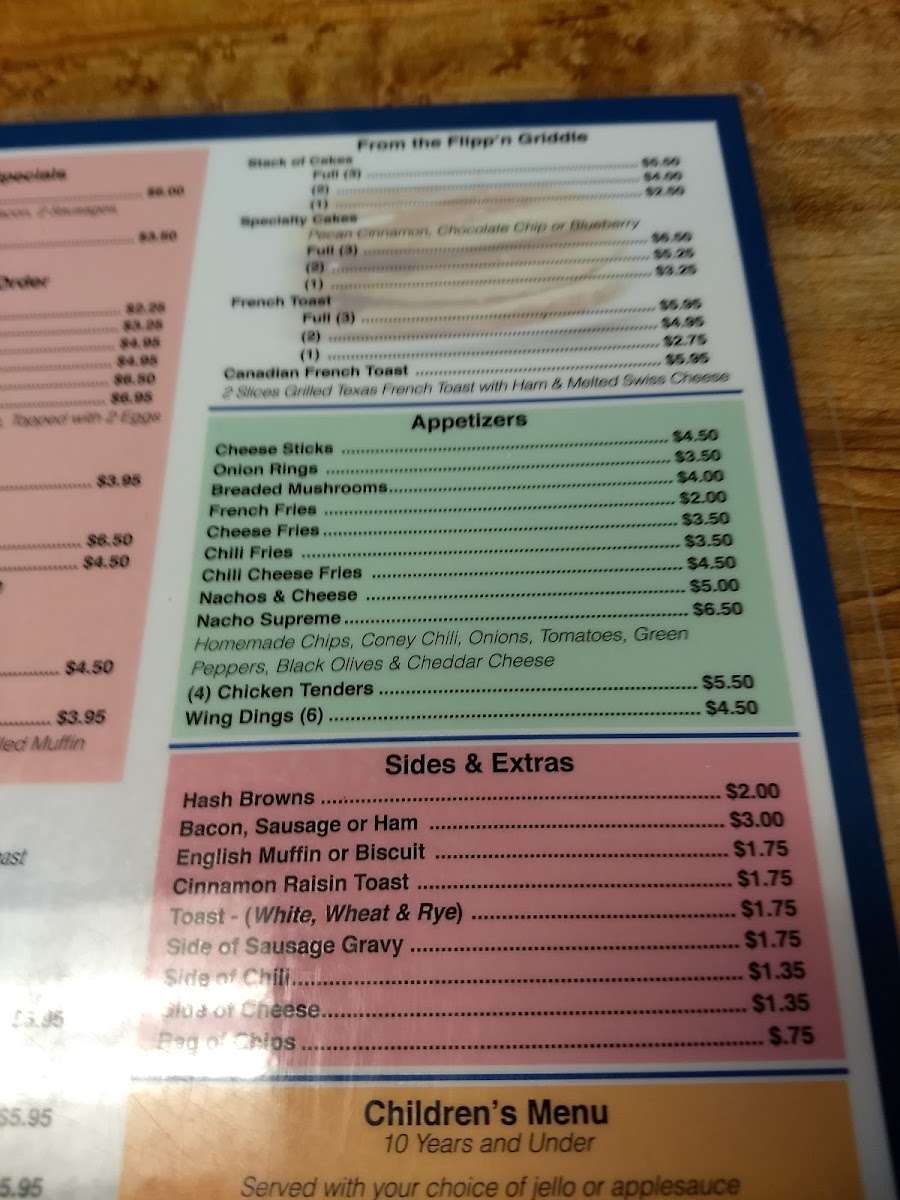 Specials
$6.00
Bacon, 2 Sausages,
$3.50
Order
$2.25
$3.25
$4.95
$4.95
$6.50
$6.95
Topped with 2 Eggs
$3.95
$6.50
$4.50
$4.50
$3.95
Muffin
$5.95
$5.95
From the Flipp'n Griddle
Stack of Cakes
Full (3) $5.50
(2) $4.00
(1) $2.50
Specialty Cakes
Pecan Cinnamon, Chocolate Chip or Blueberry
Full (3) $6.50
(2) $5.25
(1) $3.25
French Toast
Full (3) $5.95
(2) $4.95
(1) $2.75
Canadian French Toast $5.95
2 Slices Grilled Texas French Toast with Ham & Melted Swiss Cheese
Appetizers
Cheese Sticks $4.50
Onion Rings $3.50
Breaded Mushrooms $4.00
French Fries $2.00
Cheese Fries $3.50
Chili Fries $3.50
Chili Cheese Fries $4.50
Nachos & Cheese $5.00
Nacho Supreme $6.50
Homemade Chips, Coney Chili, Onions, Tomatoes, Green
Peppers, Black Olives & Cheddar Cheese
(4) Chicken Tenders $5.50
Wing Dings (6) $4.50
Sides & Extras
Hash Browns $2.00
Bacon, Sausage or Ham $3.00
English Muffin or Biscuit $1.75
Cinnamon Raisin Toast $1.75
Toast - (White, Wheat & Rye) $1.75
Side of Sausage Gravy $1.75
Side of Chili $1.35
Side of Cheese $1.35
Bag of Chips $.75
Children's Menu
10 Years and Under
Served with your choice of jello or applesauce